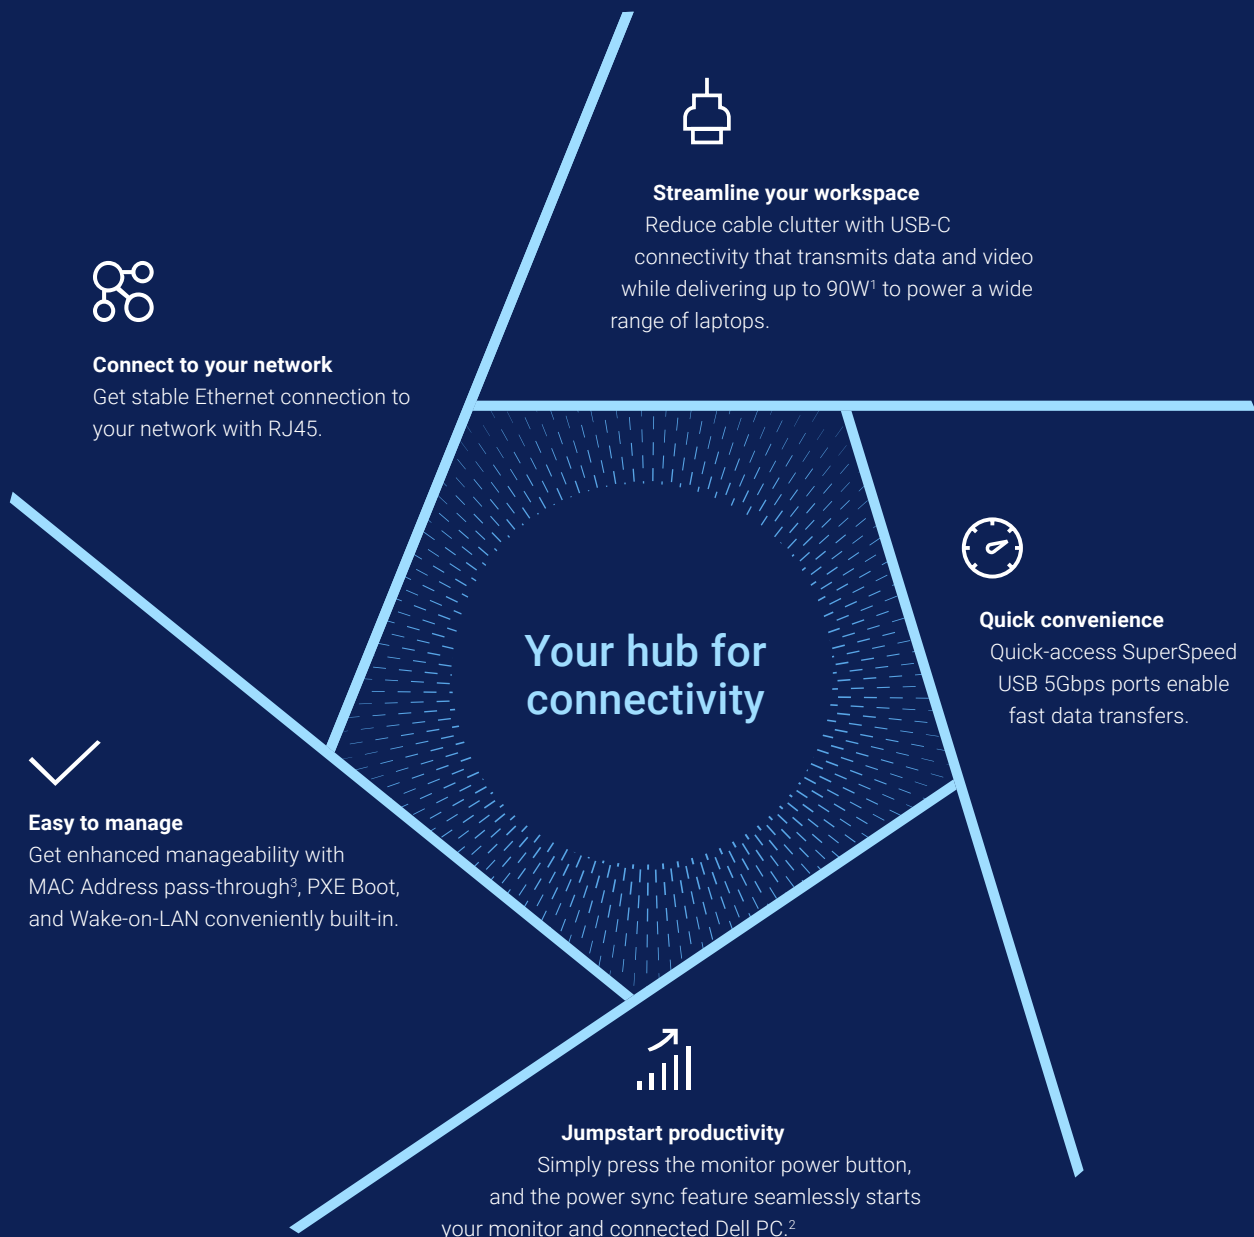 Streamline your workspace
Reduce cable clutter with USB-C
connectivity that transmits data and video
while delivering up to 90W¹ to power a wide
range of laptops.
Connect to your network
Get stable Ethernet connection to
your network with RJ45.
Your hub for
connectivity
Quick convenience
Quick-access SuperSpeed
USB 5Gbps ports enable
fast data transfers.
Easy to manage
Get enhanced manageability with
MAC Address pass-through³, PXE Boot,
and Wake-on-LAN conveniently built-in.
Jumpstart productivity
Simply press the monitor power button,
and the power sync feature seamlessly starts
your monitor and connected Dell PC.²